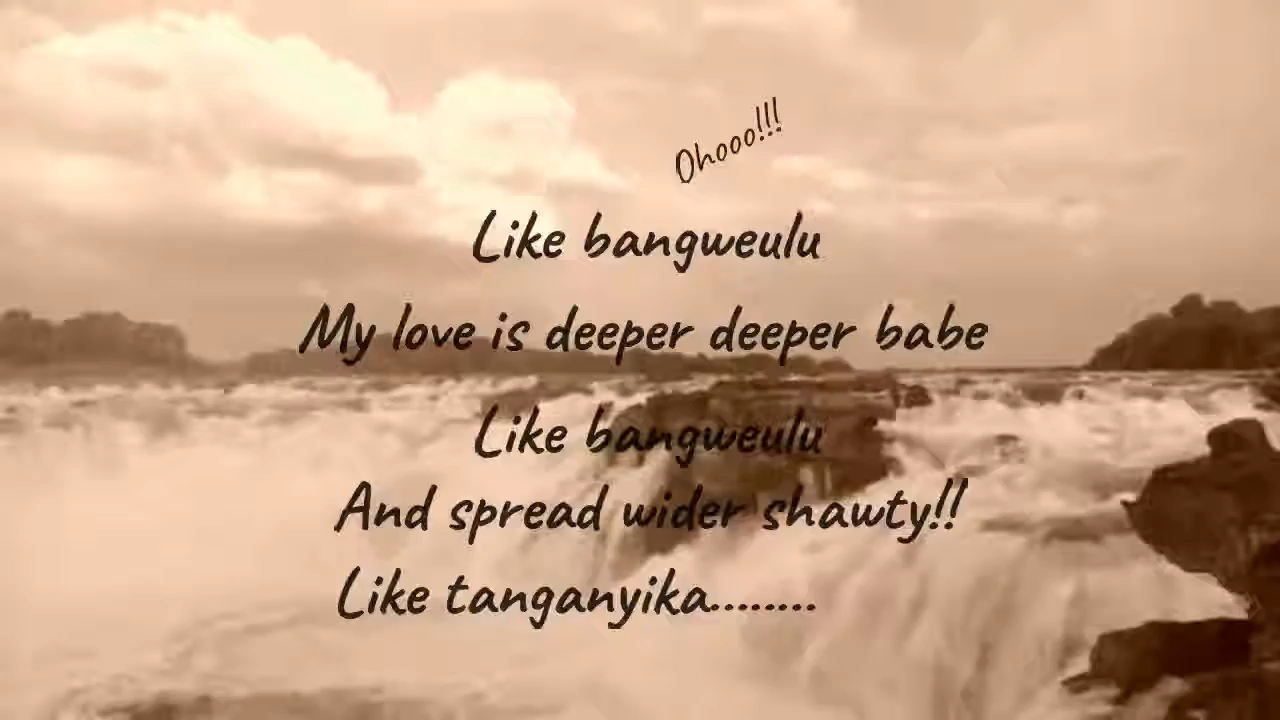 Ohooo!!!
Like bangweulu
My love is deeper deeper babe
Like bangweulu
And spread wider shawty!!
Like tanganyika........